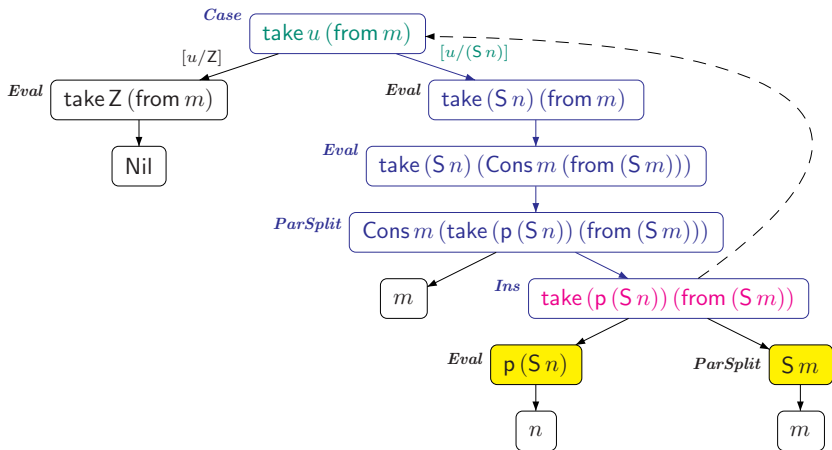 Case
take u (from m)
[u/Z]
[u/(S n)]
Eval
take Z (from m)
Eval
take (S n) (from m)
Nil
Eval
take (S n) (Cons m (from (S m)))
ParSplit
Cons m (take (p (S n)) (from (S m)))
m
Ins
take (p (S n)) (from (S m))
Eval
p (S n)
ParSplit
S m
n
m